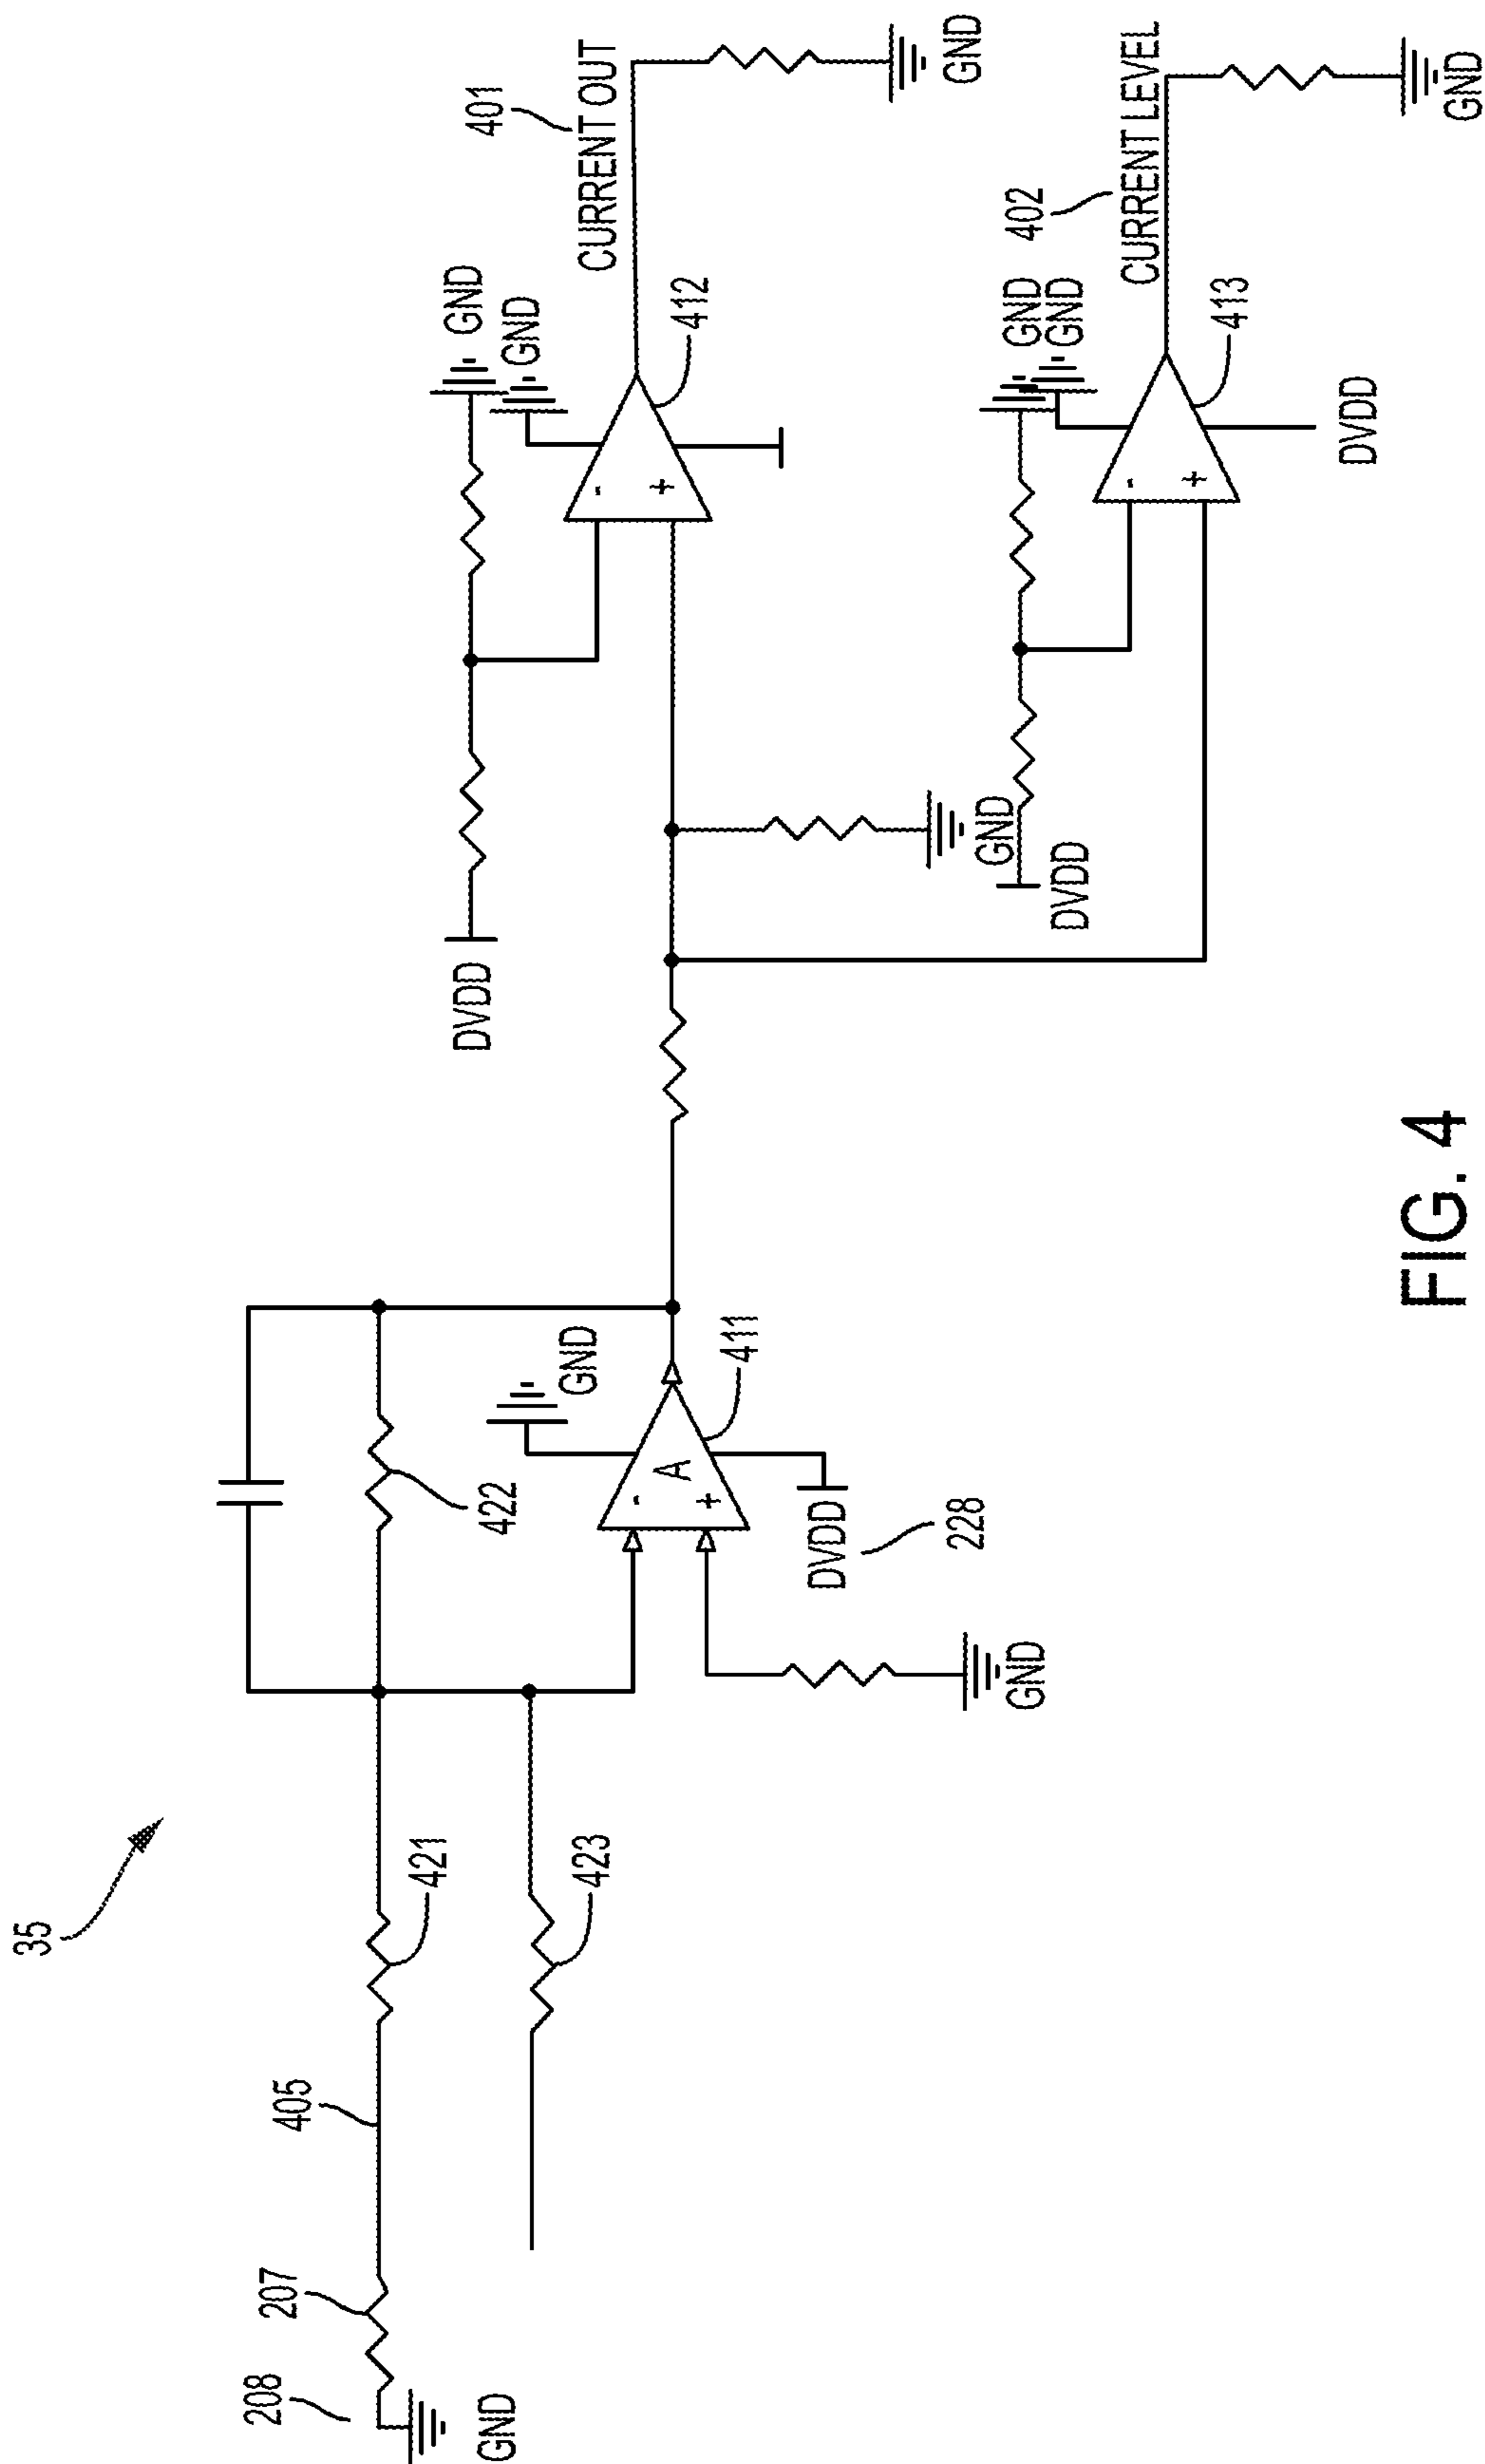 35
208
GND
207
405
421
423
422
GND
A
-
+
411
DVDD
228
GND
DVDD
GND
GND
-
+
412
401
CURRENT OUT
GND
GND
DVDD
GND
GND
-
+
413
DVDD
402
CURRENT LEVEL
GND
FIG. 4